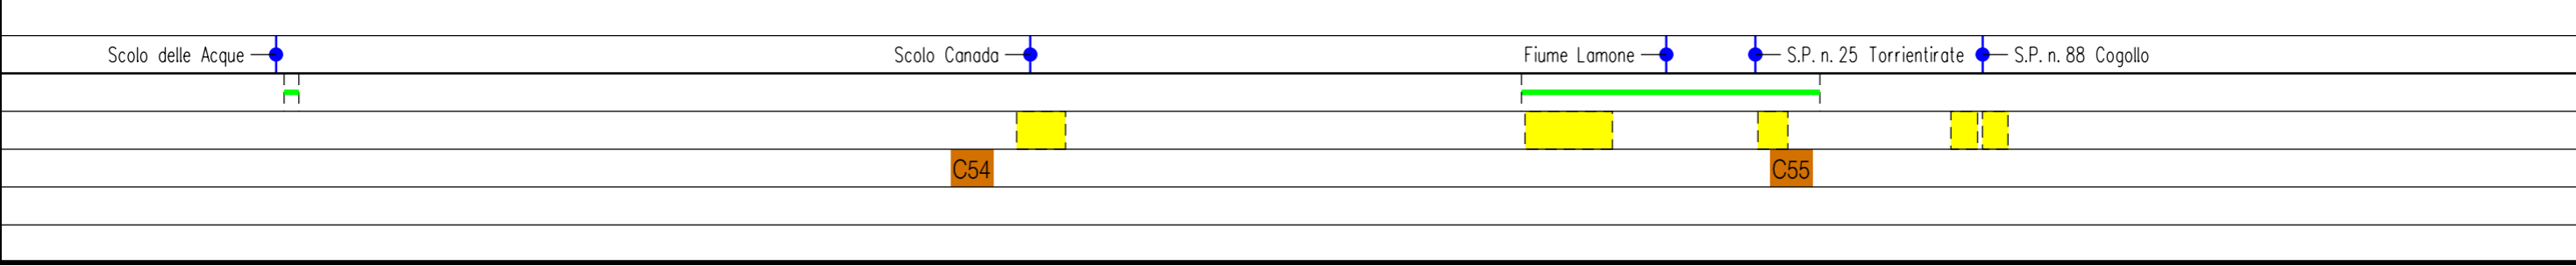 Scolo delle Acque
Scolo Canada
Fiume Lamone
S.P. n. 25 Torrientirate
S.P. n. 88 Cogollo
C54
C55